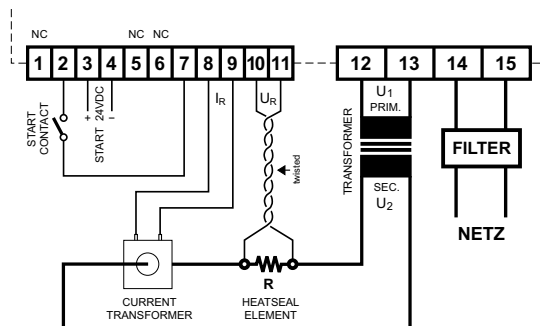 NC NC NC
1 2 3 4 5 6 7 8 9 10 11 12 13 14 15
START CONTACT
+ −
START 24VDC
IR
UR
twisted
TRANSFORMER
U1
PRIM.
SEC.
U2
FILTER
NETZ
CURRENT
TRANSFORMER
R
HEATSEAL
ELEMENT